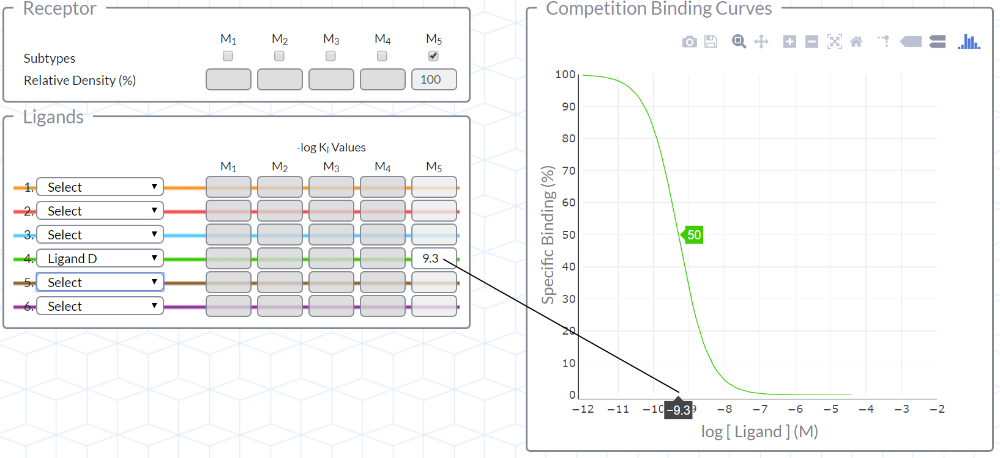 Receptor
M1 M2 M3 M4 M5
Subtypes
Relative Density (%) 100
Ligands
-log Ki Values
M1 M2 M3 M4 M5
1. Select
2. Select
3. Select
4. Ligand D 9.3
5. Select
6. Select
Competition Binding Curves
100
90
80
70
60
50
40
30
20
10
0
Specific Binding (%)
50
−12 −11 −10 −9.3 9 −8 −7 −6 −5 −4 −3 −2
log [ Ligand ] (M)